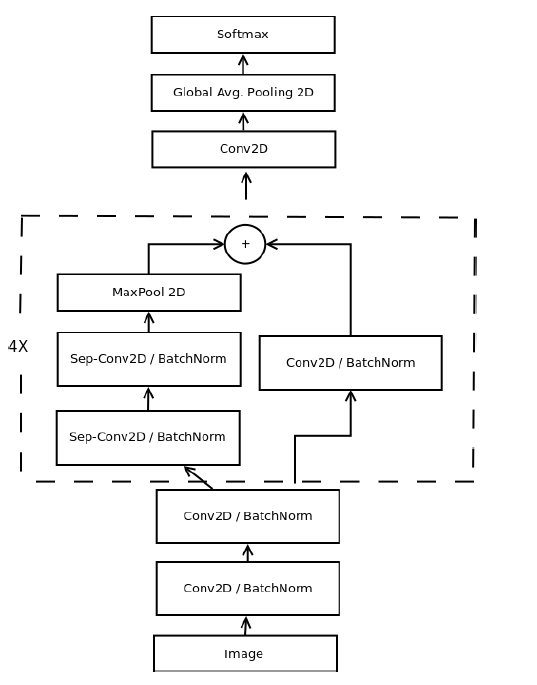 Softmax
Global Avg. Pooling 2D
Conv2D
+
MaxPool 2D
4X
Sep-Conv2D / BatchNorm
Conv2D / BatchNorm
Sep-Conv2D / BatchNorm
Conv2D / BatchNorm
Conv2D / BatchNorm
Image